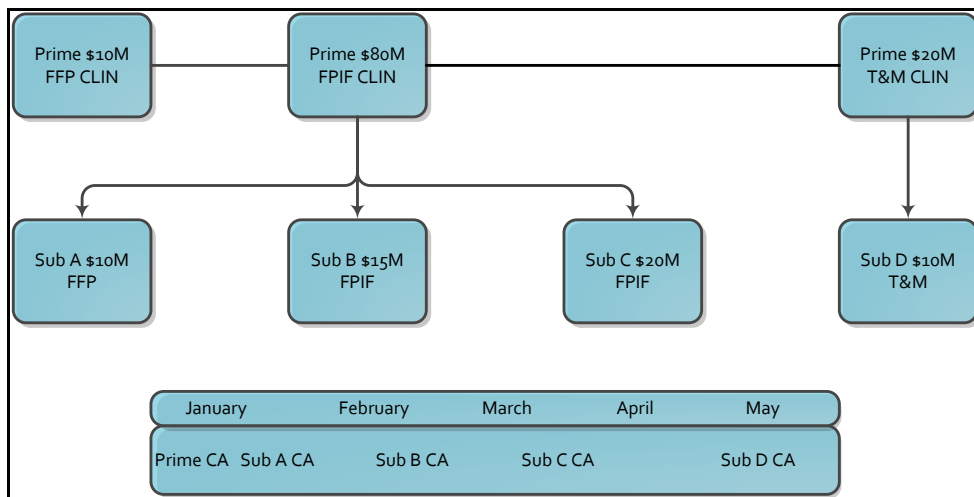 Prime $10M
FFP CLIN
Prime $80M
FPIF CLIN
Prime $20M
T&M CLIN
Sub A $10M
FFP
Sub B $15M
FPIF
Sub C $20M
FPIF
Sub D $10M
T&M
January February March April May
Prime CA Sub A CA Sub B CA Sub C CA Sub D CA